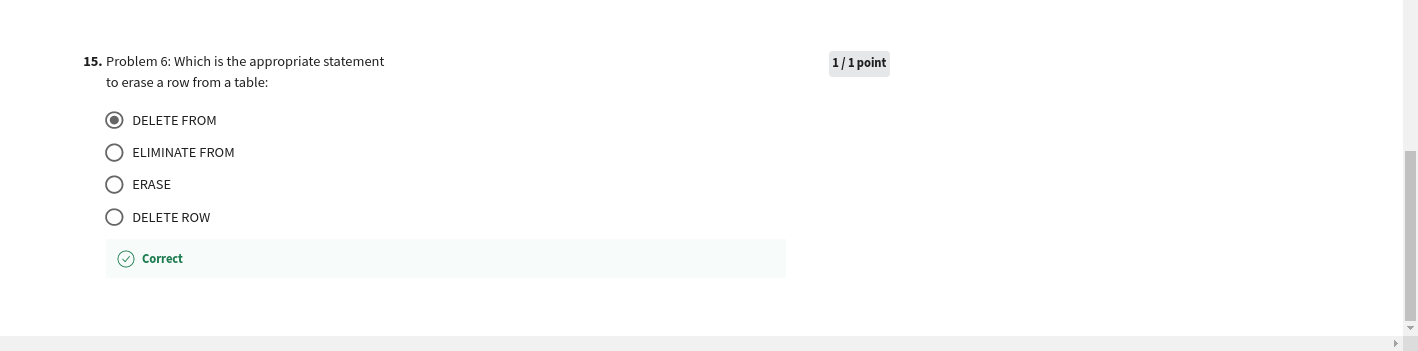 15. Problem 6: Which is the appropriate statement
to erase a row from a table:
1 / 1 point
DELETE FROM
ELIMINATE FROM
ERASE
DELETE ROW
Correct